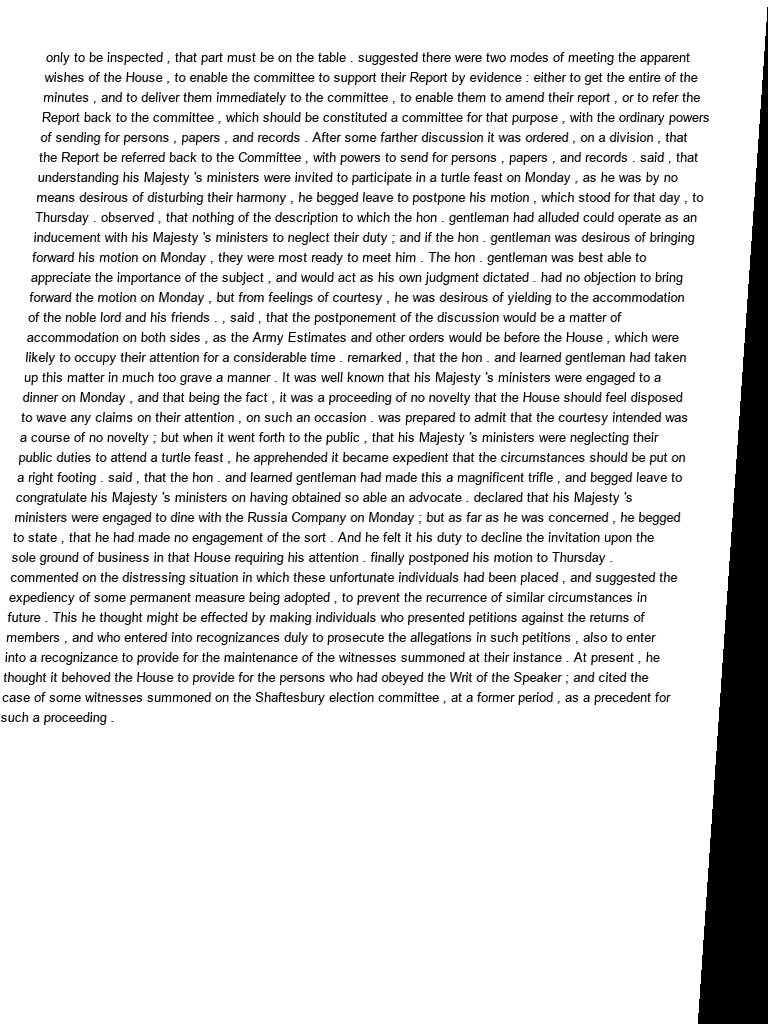 only to be inspected , that part must be on the table . suggested there were two modes of meeting the apparent
wishes of the House , to enable the committee to support their Report by evidence : either to get the entire of the
minutes , and to deliver them immediately to the committee , to enable them to amend their report , or to refer the
Report back to the committee , which should be constituted a committee for that purpose , with the ordinary powers
of sending for persons , papers , and records . After some farther discussion it was ordered , on a division , that
the Report be referred back to the Committee , with powers to send for persons , papers , and records . said , that
understanding his Majesty 's ministers were invited to participate in a turtle feast on Monday , as he was by no
means desirous of disturbing their harmony , he begged leave to postpone his motion , which stood for that day , to
Thursday . observed , that nothing of the description to which the hon . gentleman had alluded could operate as an
inducement with his Majesty 's ministers to neglect their duty ; and if the hon . gentleman was desirous of bringing
forward his motion on Monday , they were most ready to meet him . The hon . gentleman was best able to
appreciate the importance of the subject , and would act as his own judgment dictated . had no objection to bring
forward the motion on Monday , but from feelings of courtesy , he was desirous of yielding to the accommodation
of the noble lord and his friends . , said , that the postponement of the discussion would be a matter of
accommodation on both sides , as the Army Estimates and other orders would be before the House , which were
likely to occupy their attention for a considerable time . remarked , that the hon . and learned gentleman had taken
up this matter in much too grave a manner . It was well known that his Majesty 's ministers were engaged to a
dinner on Monday , and that being the fact , it was a proceeding of no novelty that the House should feel disposed
to wave any claims on their attention , on such an occasion . was prepared to admit that the courtesy intended was
a course of no novelty ; but when it went forth to the public , that his Majesty 's ministers were neglecting their
public duties to attend a turtle feast , he apprehended it became expedient that the circumstances should be put on
a right footing . said , that the hon . and learned gentleman had made this a magnificent trifle , and begged leave to
congratulate his Majesty 's ministers on having obtained so able an advocate . declared that his Majesty 's
ministers were engaged to dine with the Russia Company on Monday ; but as far as he was concerned , he begged
to state , that he had made no engagement of the sort . And he felt it his duty to decline the invitation upon the
sole ground of business in that House requiring his attention . finally postponed his motion to Thursday .
commented on the distressing situation in which these unfortunate individuals had been placed , and suggested the
expediency of some permanent measure being adopted , to prevent the recurrence of similar circumstances in
future . This he thought might be effected by making individuals who presented petitions against the returns of
members , and who entered into recognizances duly to prosecute the allegations in such petitions , also to enter
into a recognizance to provide for the maintenance of the witnesses summoned at their instance . At present , he
thought it behoved the House to provide for the persons who had obeyed the Writ of the Speaker ; and cited the
case of some witnesses summoned on the Shaftesbury election committee , at a former period , as a precedent for
such a proceeding .